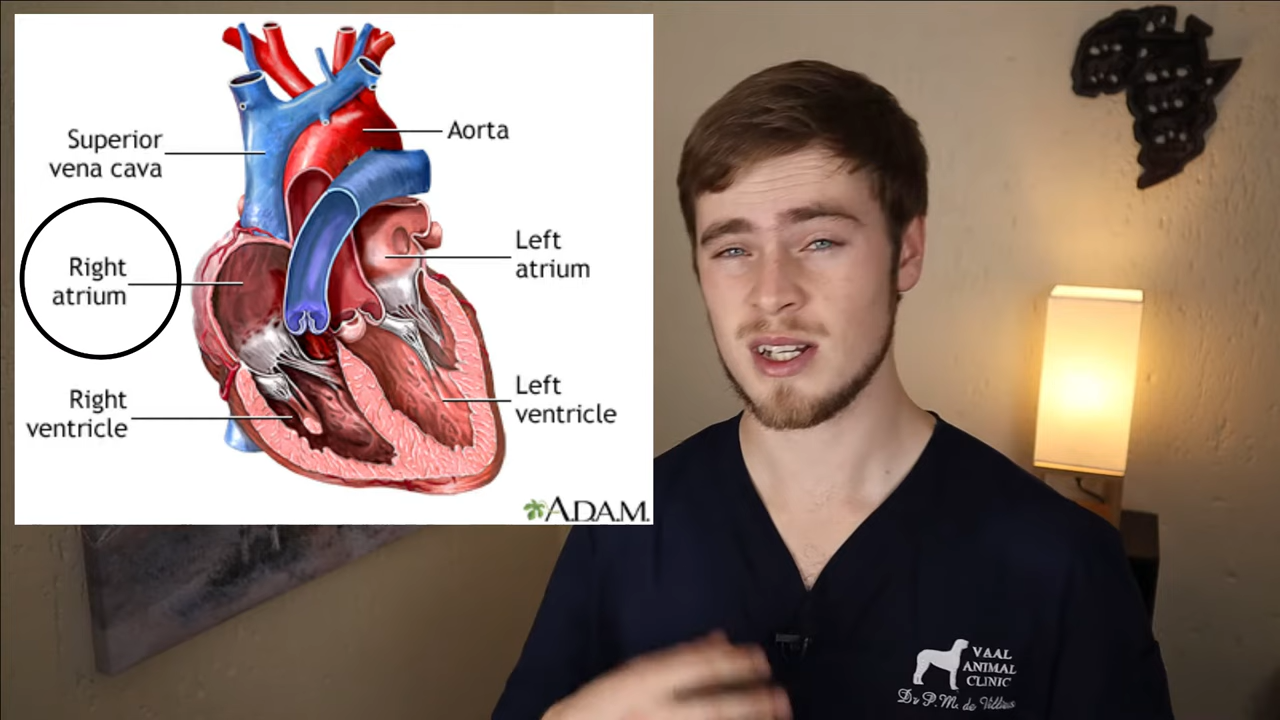 Superior
vena cava
Aorta
Right
atrium
Left
atrium
Right
ventricle
Left
ventricle
A.D.A.M.
VAAL
ANIMAL
CLINIC
Dr P.M. de Villiers